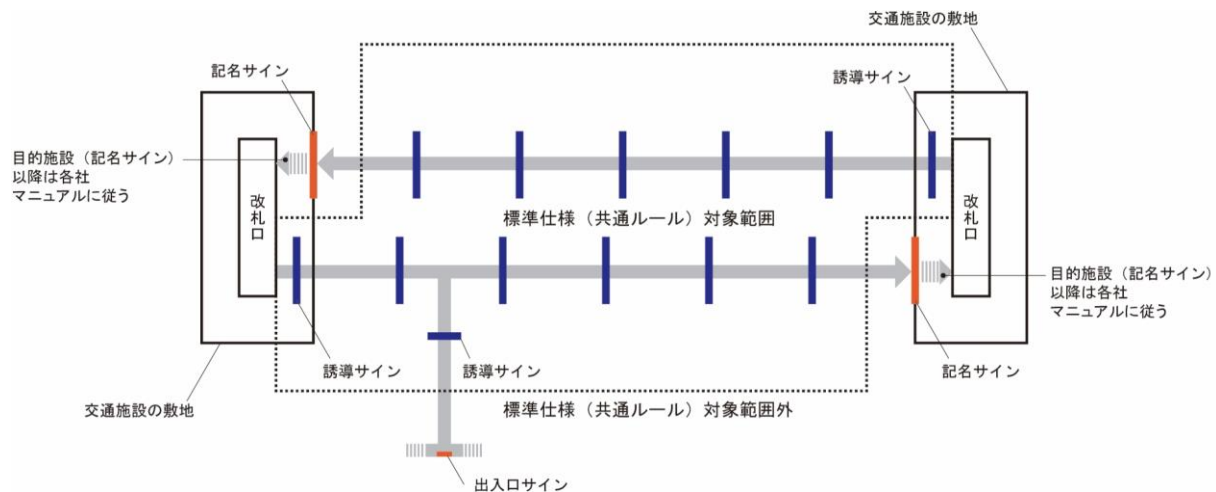 交通施設の敷地
記名サイン
誘導サイン
目的施設（記名サイン）
以降は各社
マニュアルに従う
改札口
改札口
標準仕様（共通ルール）対象範囲
目的施設（記名サイン）
以降は各社
マニュアルに従う
誘導サイン
誘導サイン
記名サイン
交通施設の敷地
標準仕様（共通ルール）対象範囲外
出入口サイン